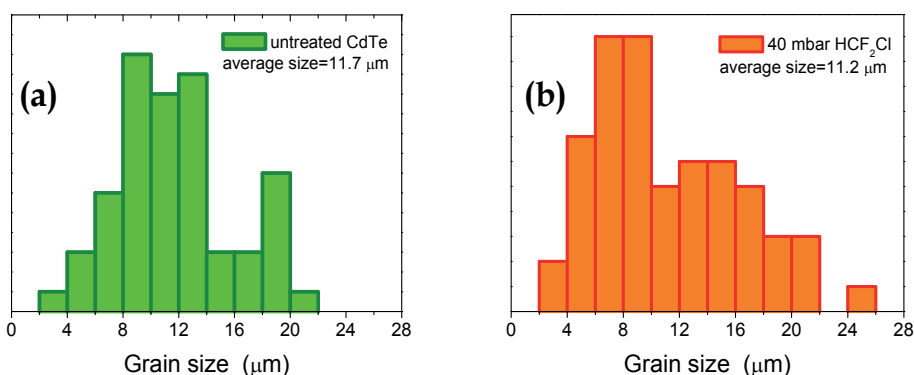 (a)
untreated CdTe
average size=11.7 μm
0 4 8 12 16 20 24 28
Grain size (μm)
(b)
40 mbar HCF₂Cl
average size=11.2 μm
0 4 8 12 16 20 24 28
Grain size (μm)